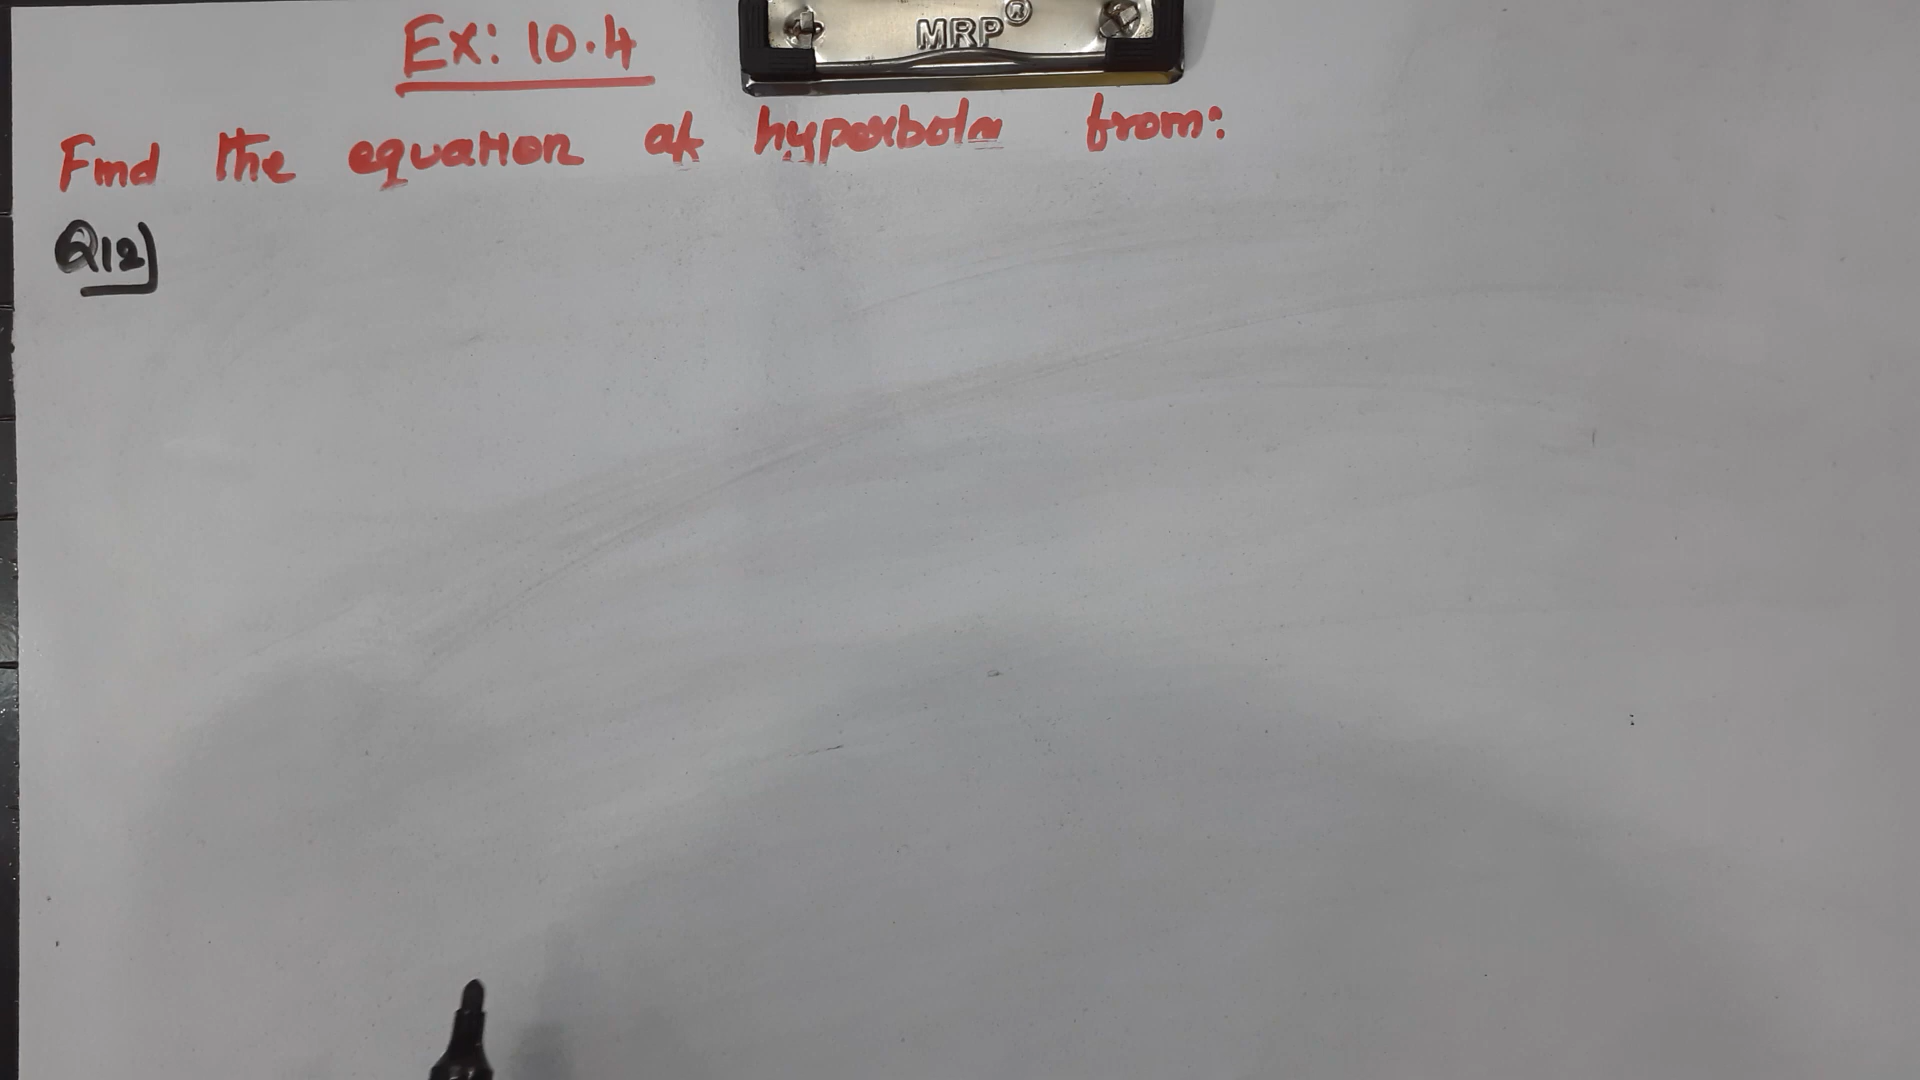 MRP®
Ex: 10.4
Find the equation of hyperbola from:
Q12]